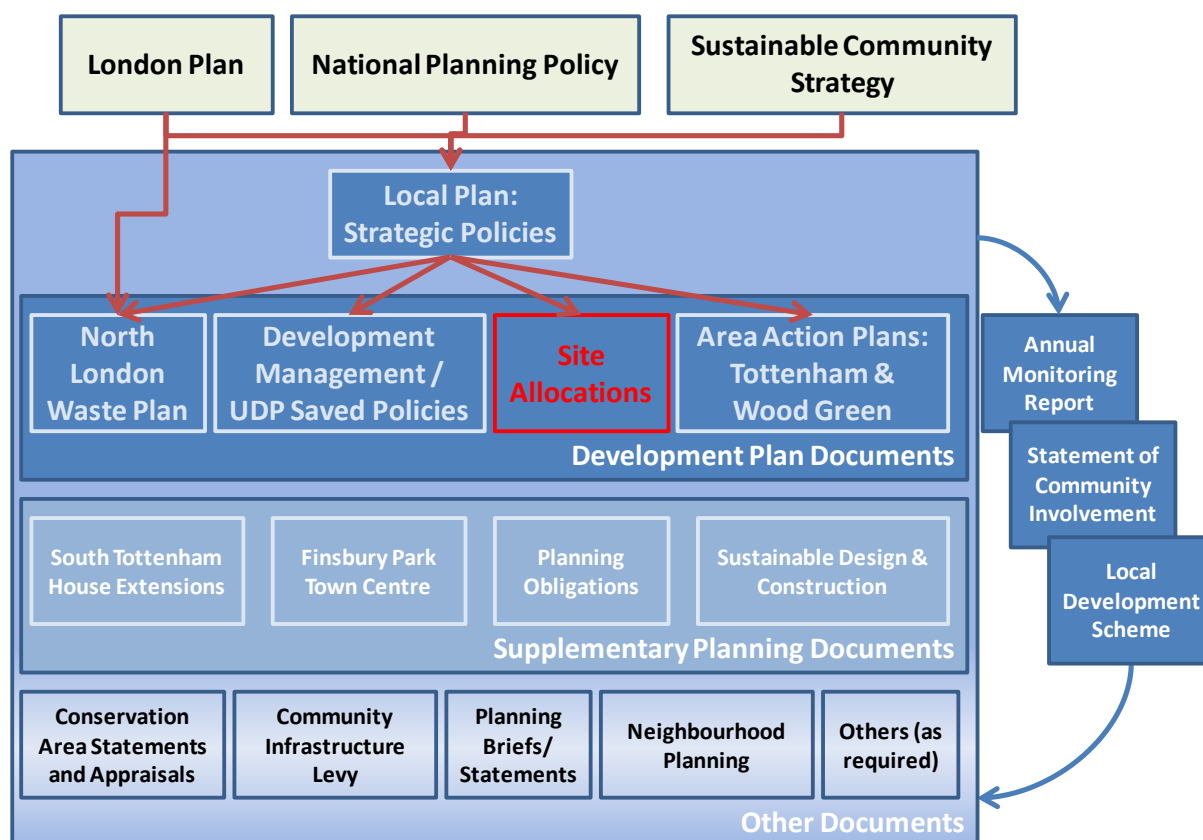 London Plan
National Planning Policy
Sustainable Community
Strategy
Local Plan:
Strategic Policies
North
London
Waste Plan
Development
Management /
UDP Saved Policies
Site
Allocations
Area Action Plans:
Tottenham &
Wood Green
Development Plan Documents
South Tottenham
House Extensions
Finsbury Park
Town Centre
Planning
Obligations
Sustainable Design &
Construction
Supplementary Planning Documents
Conservation
Area Statements
and Appraisals
Community
Infrastructure
Levy
Planning
Briefs/
Statements
Neighbourhood
Planning
Others (as
required)
Other Documents
Annual
Monitoring
Report
Statement of
Community
Involvement
Local
Development
Scheme